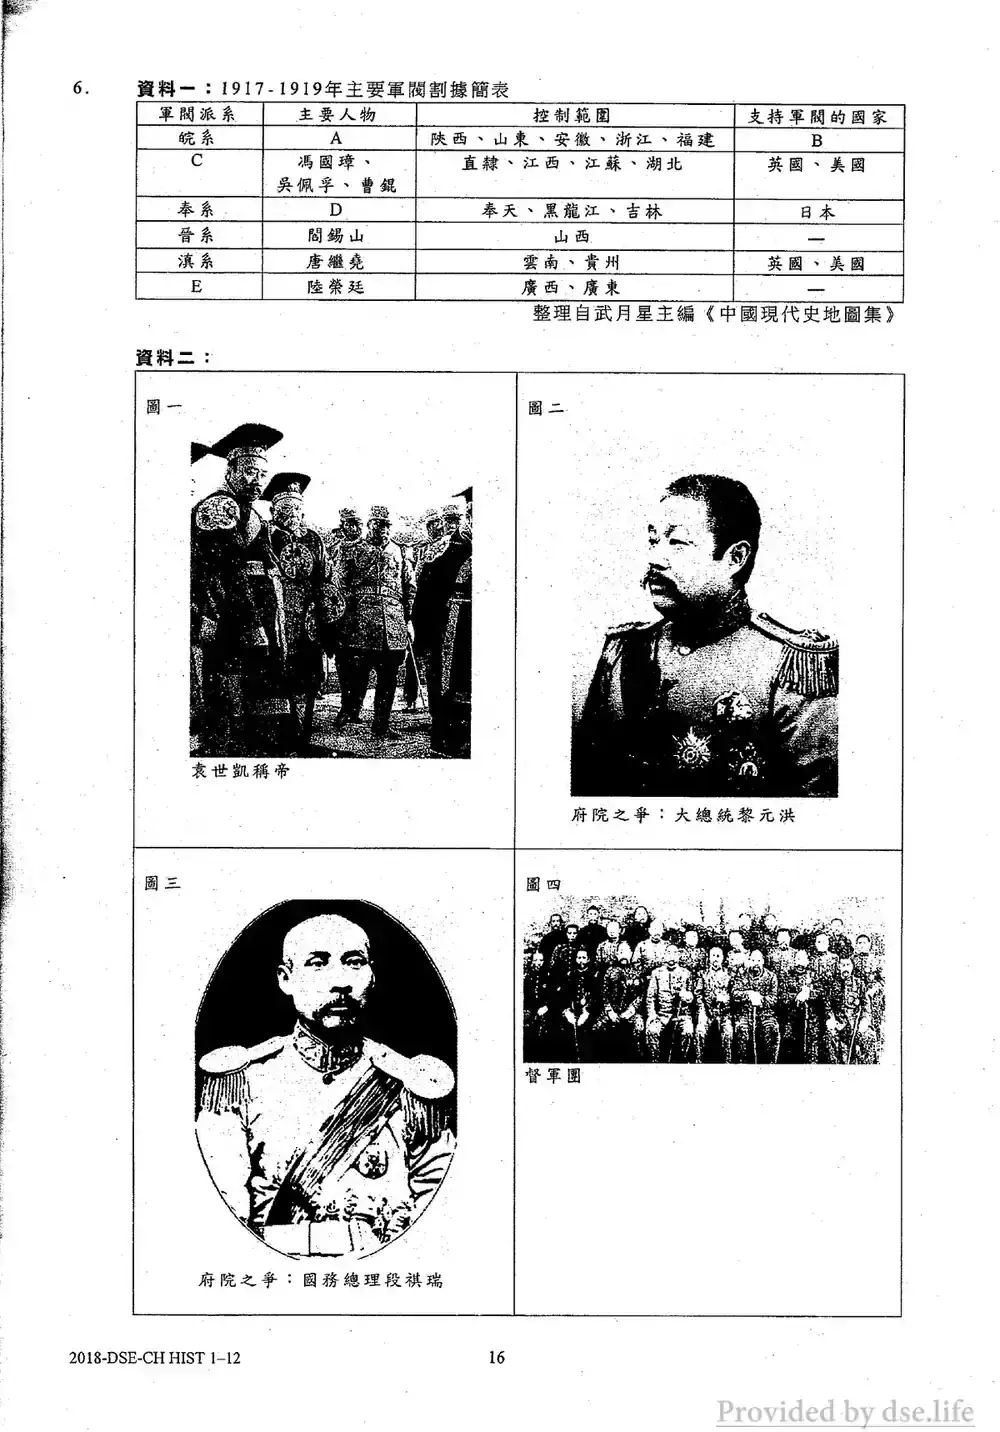 6. 資料一：1917-1919年主要軍閥割據簡表
軍閥派系 主要人物 控制範圍 支持軍閥的國家
皖系 A 陝西、山東、安徽、浙江、福建 B
C 馮國璋、 直隸、江西、江蘇、湖北 英國、美國
吳佩孚、曹錕
奉系 D 奉天、黑龍江、吉林 日本
晉系 閻錫山 山西 —
滇系 唐繼堯 雲南、貴州 英國、美國
E 陸榮廷 廣西、廣東 —
整理自武月星主編《中國現代史地圖集》
資料二：
圖一
袁世凱稱帝
圖二
府院之爭：大總統黎元洪
圖三
府院之爭：國務總理段祺瑞
圖四
督軍團
2018-DSE-CH HIST 1–12 16
Provided by dse.life